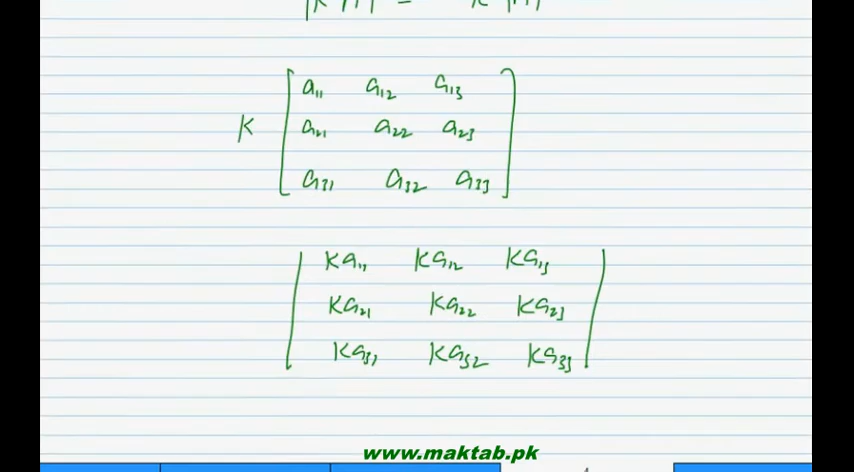 |K A| = K |A|
K [ a₁₁ a₁₂ a₁₃
a₂₁ a₂₂ a₂₃
a₃₁ a₃₂ a₃₃ ]
| Ka₁₁ Ka₁₂ Ka₁₃
Ka₂₁ Ka₂₂ Ka₂₃
Ka₃₁ Ka₃₂ Ka₃₃ |
www.maktab.pk